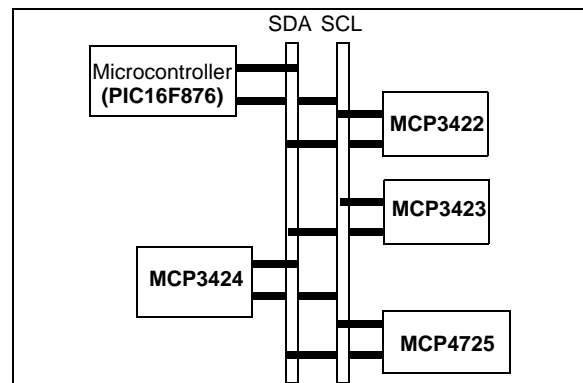 SDA SCL
Microcontroller
(PIC16F876)
MCP3422
MCP3423
MCP3424
MCP4725